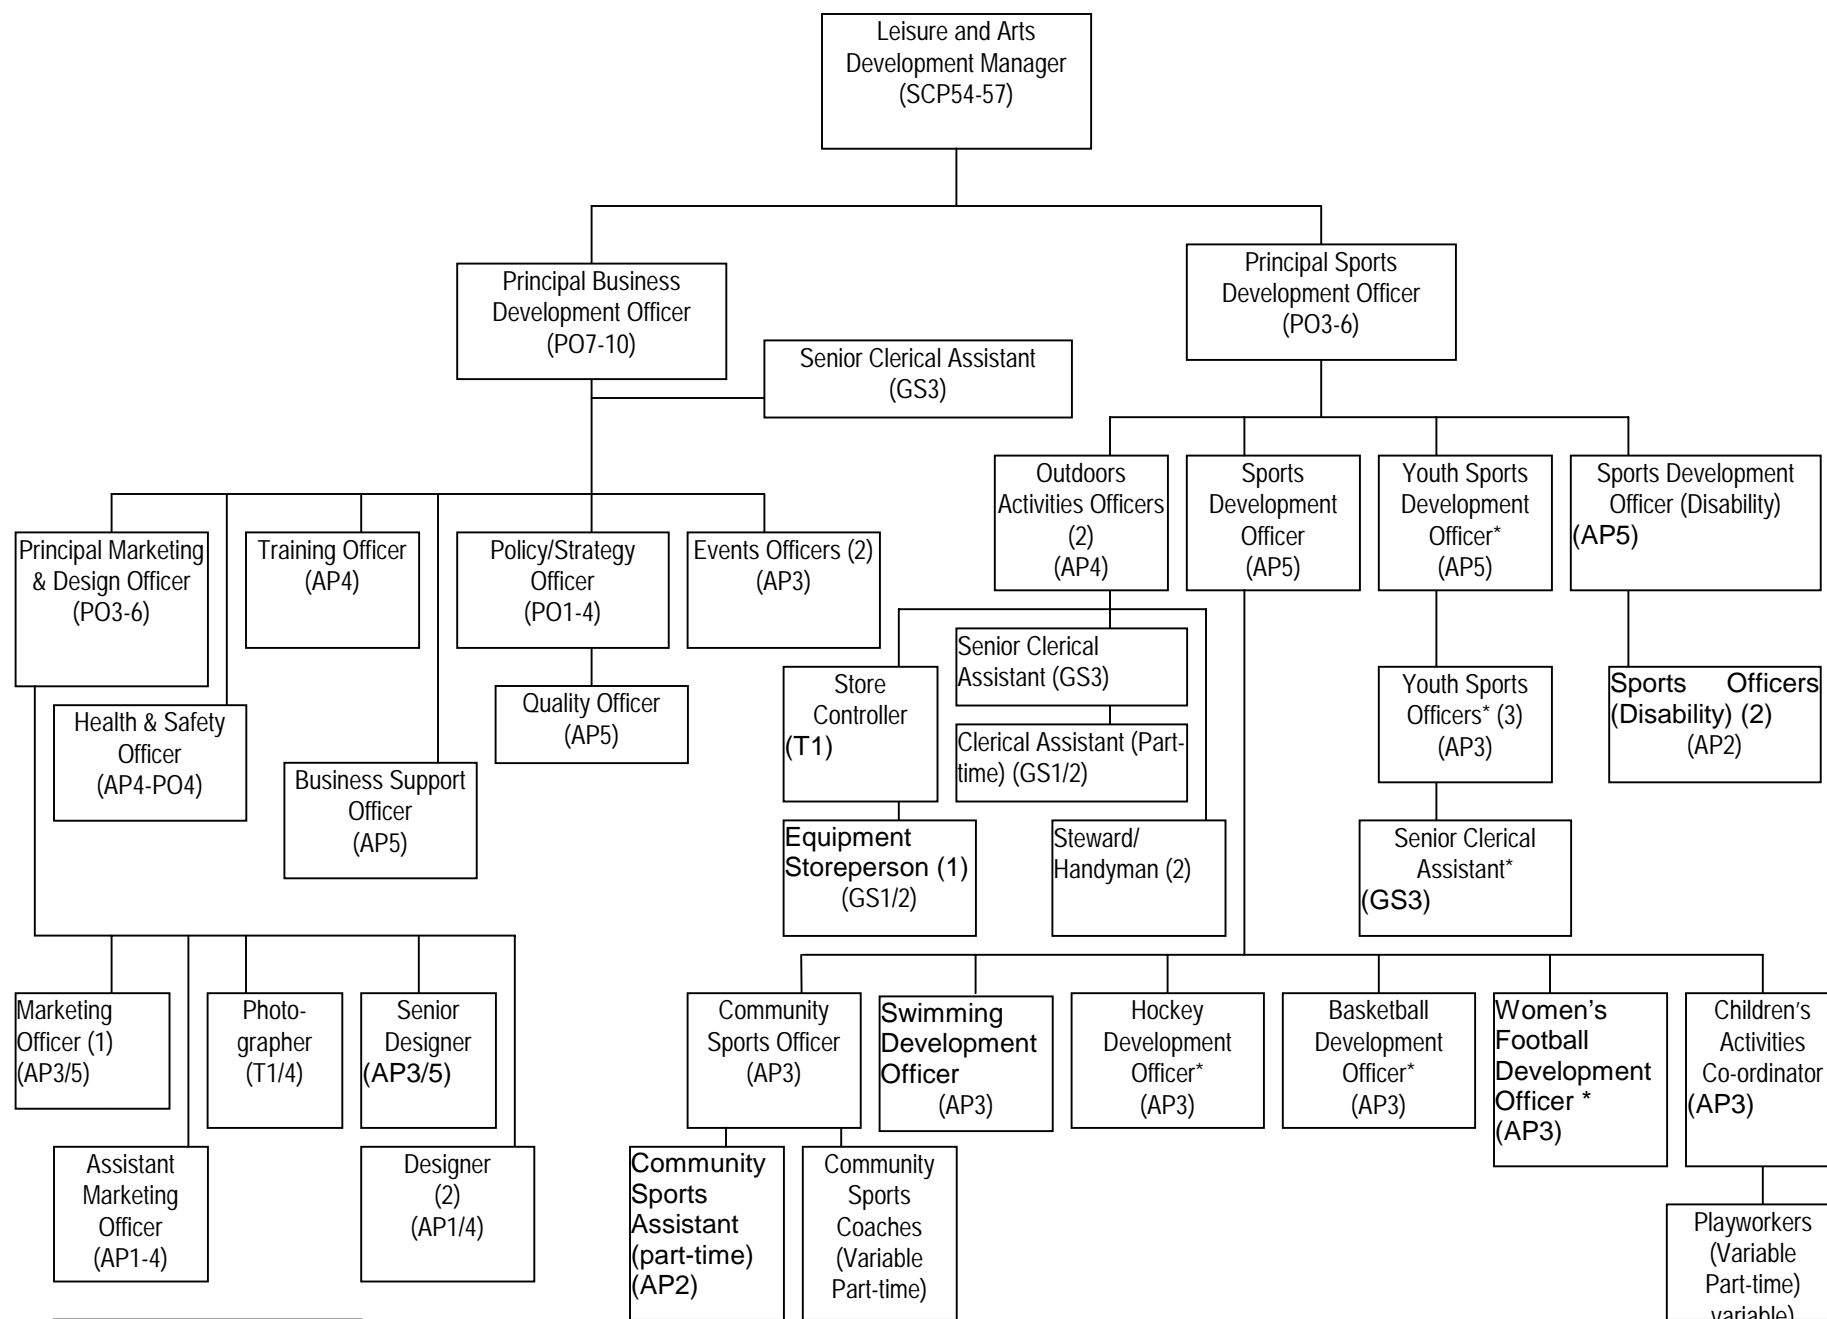 Leisure and Arts
Development Manager
(SCP54-57)
Principal Business
Development Officer
(PO7-10)
Principal Sports
Development Officer
(PO3-6)
Senior Clerical Assistant
(GS3)
Principal Marketing
& Design Officer
(PO3-6)
Training Officer
(AP4)
Policy/Strategy
Officer
(PO1-4)
Events Officers (2)
(AP3)
Outdoors
Activities Officers
(2)
(AP4)
Sports
Development
Officer
(AP5)
Youth Sports
Development
Officer*
(AP5)
Sports Development
Officer (Disability)
(AP5)
Health & Safety
Officer
(AP4-PO4)
Business Support
Officer
(AP5)
Quality Officer
(AP5)
Store
Controller
(T1)
Senior Clerical
Assistant (GS3)
Clerical Assistant (Part-
time) (GS1/2)
Youth Sports
Officers* (3)
(AP3)
Sports Officers
(Disability) (2)
(AP2)
Equipment
Storeperson (1)
(GS1/2)
Steward/
Handyman (2)
Senior Clerical
Assistant*
(GS3)
Marketing
Officer (1)
(AP3/5)
Photo-
grapher
(T1/4)
Senior
Designer
(AP3/5)
Community
Sports Officer
(AP3)
Swimming
Development
Officer
(AP3)
Hockey
Development
Officer*
(AP3)
Basketball
Development
Officer*
(AP3)
Women's
Football
Development
Officer *
(AP3)
Children's
Activities
Co-ordinator
(AP3)
Assistant
Marketing
Officer
(AP1-4)
Designer
(2)
(AP1/4)
Community
Sports
Assistant
(part-time)
(AP2)
Community
Sports
Coaches
(Variable
Part-time)
Playworkers
(Variable
Part-time)
variable)